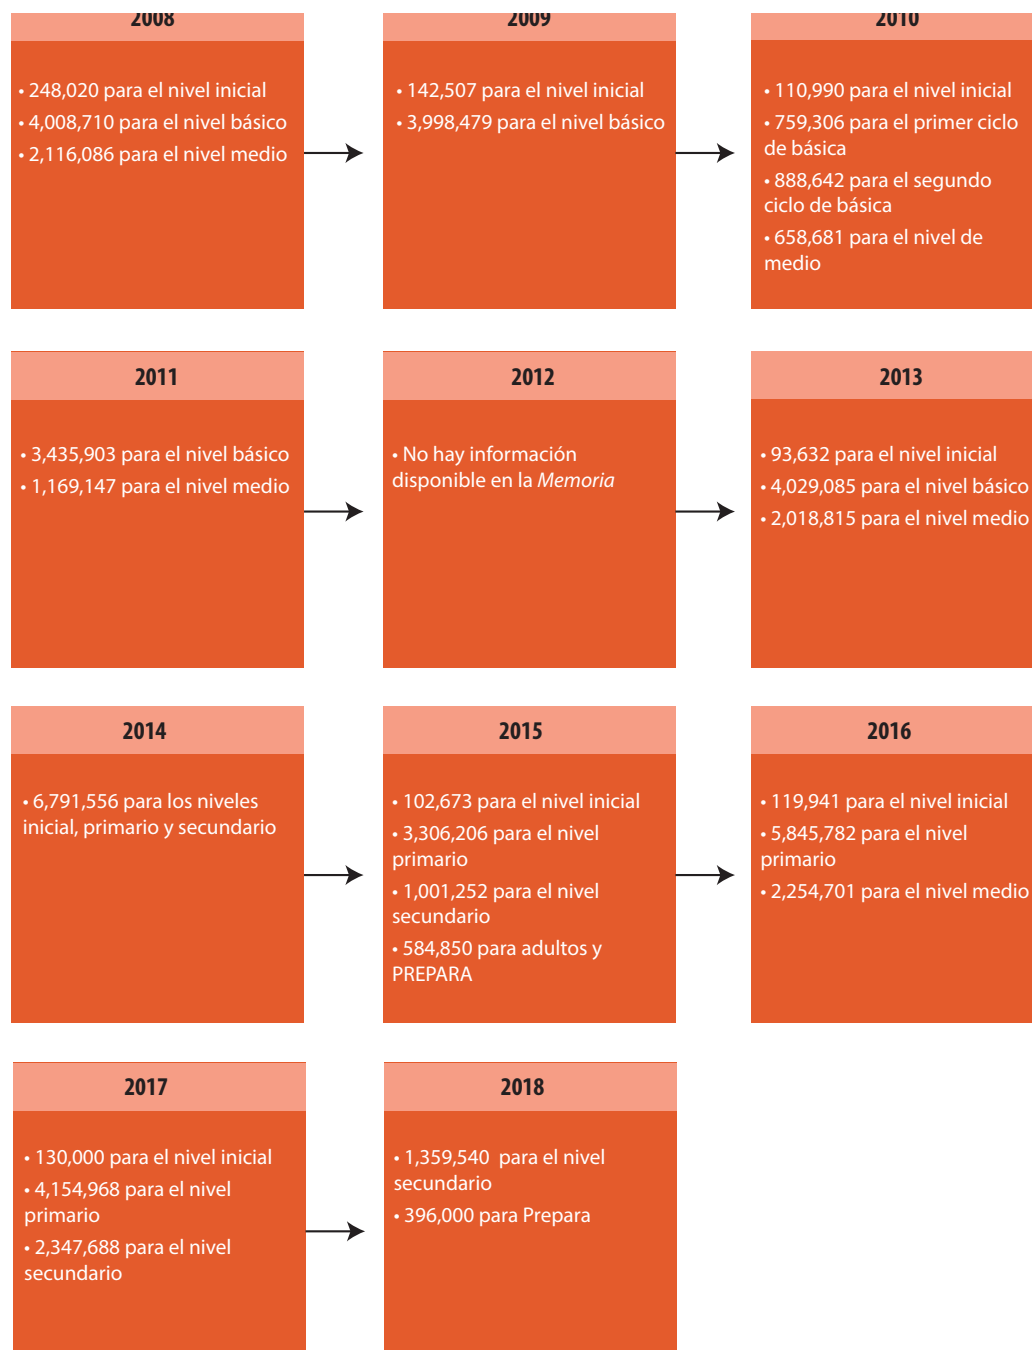 2008
• 248,020 para el nivel inicial
• 4,008,710 para el nivel básico
• 2,116,086 para el nivel medio
2009
• 142,507 para el nivel inicial
• 3,998,479 para el nivel básico
2010
• 110,990 para el nivel inicial
• 759,306 para el primer ciclo
de básica
• 888,642 para el segundo
ciclo de básica
• 658,681 para el nivel de
medio
2011
• 3,435,903 para el nivel básico
• 1,169,147 para el nivel medio
2012
• No hay información
disponible en la Memoria
2013
• 93,632 para el nivel inicial
• 4,029,085 para el nivel básico
• 2,018,815 para el nivel medio
2014
• 6,791,556 para los niveles
inicial, primario y secundario
2015
• 102,673 para el nivel inicial
• 3,306,206 para el nivel
primario
• 1,001,252 para el nivel
secundario
• 584,850 para adultos y
PREPARA
2016
• 119,941 para el nivel inicial
• 5,845,782 para el nivel
primario
• 2,254,701 para el nivel medio
2017
• 130,000 para el nivel inicial
• 4,154,968 para el nivel
primario
• 2,347,688 para el nivel
secundario
2018
• 1,359,540 para el nivel
secundario
• 396,000 para Prepara